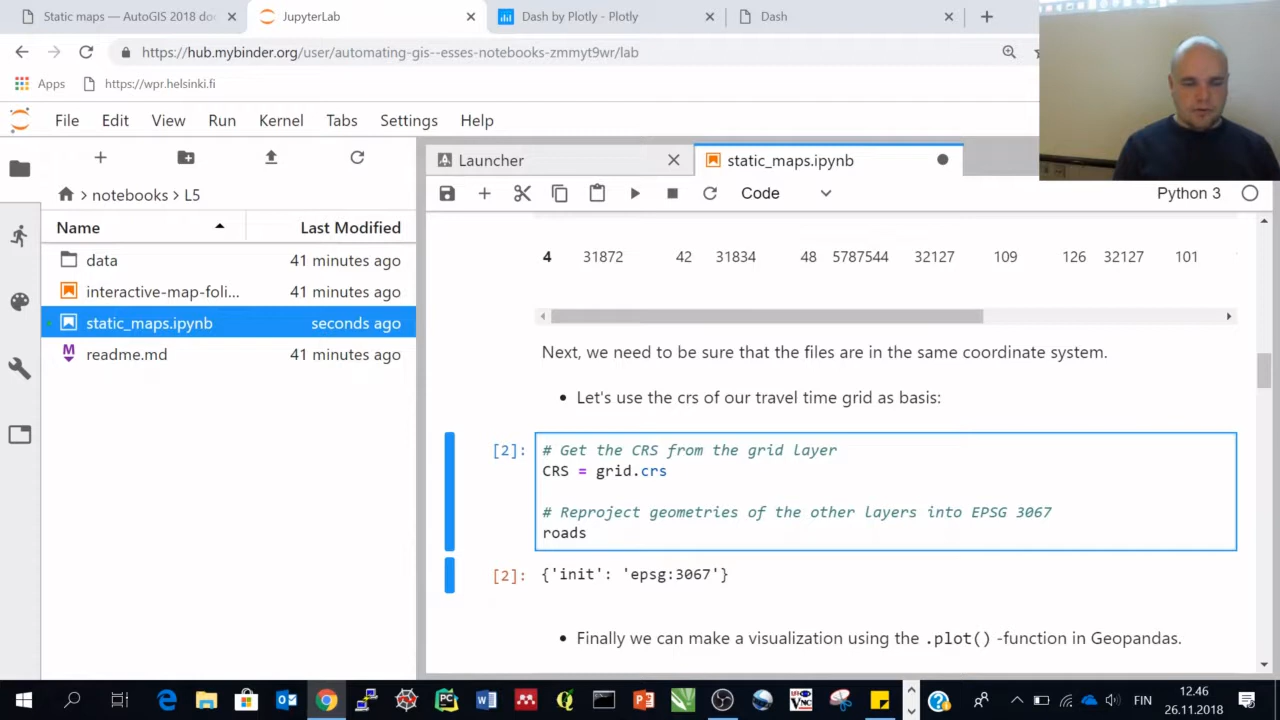 Static maps — AutoGIS 2018 do
JupyterLab
Dash by Plotly - Plotly
Dash
https://hub.mybinder.org/user/automating-gis--esses-notebooks-zmmyt9wr/lab
Apps
https://wpr.helsinki.fi
File Edit View Run Kernel Tabs Settings Help
Launcher
static_maps.ipynb
Code
Python 3
notebooks > L5
Name Last Modified
data 41 minutes ago
interactive-map-foli... 41 minutes ago
static_maps.ipynb seconds ago
readme.md 41 minutes ago
4 31872 42 31834 48 5787544 32127 109 126 32127 101
Next, we need to be sure that the files are in the same coordinate system.
• Let's use the crs of our travel time grid as basis:
[2]: # Get the CRS from the grid layer
CRS = grid.crs
# Reproject geometries of the other layers into EPSG 3067
roads
[2]: {'init': 'epsg:3067'}
• Finally we can make a visualization using the .plot() -function in Geopandas.
FIN
12.46
26.11.2018